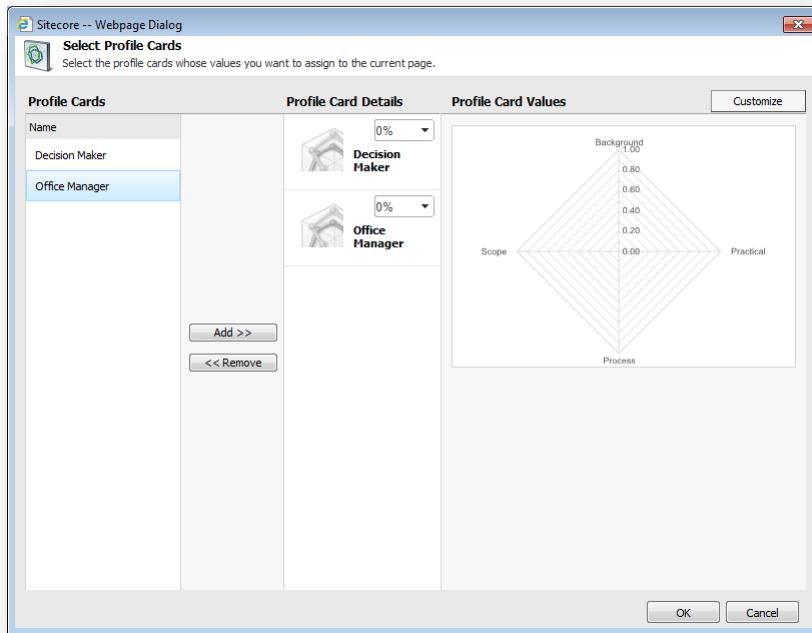 Sitecore -- Webpage Dialog
Select Profile Cards
Select the profile cards whose values you want to assign to the current page.
Profile Cards
Name
Decision Maker
Office Manager
Add >>
<< Remove
Profile Card Details
0%
Decision
Maker
0%
Office
Manager
Profile Card Values
Customize
Background
1.00
0.80
0.60
0.40
0.20
Scope
0.00
Practical
Process
OK
Cancel